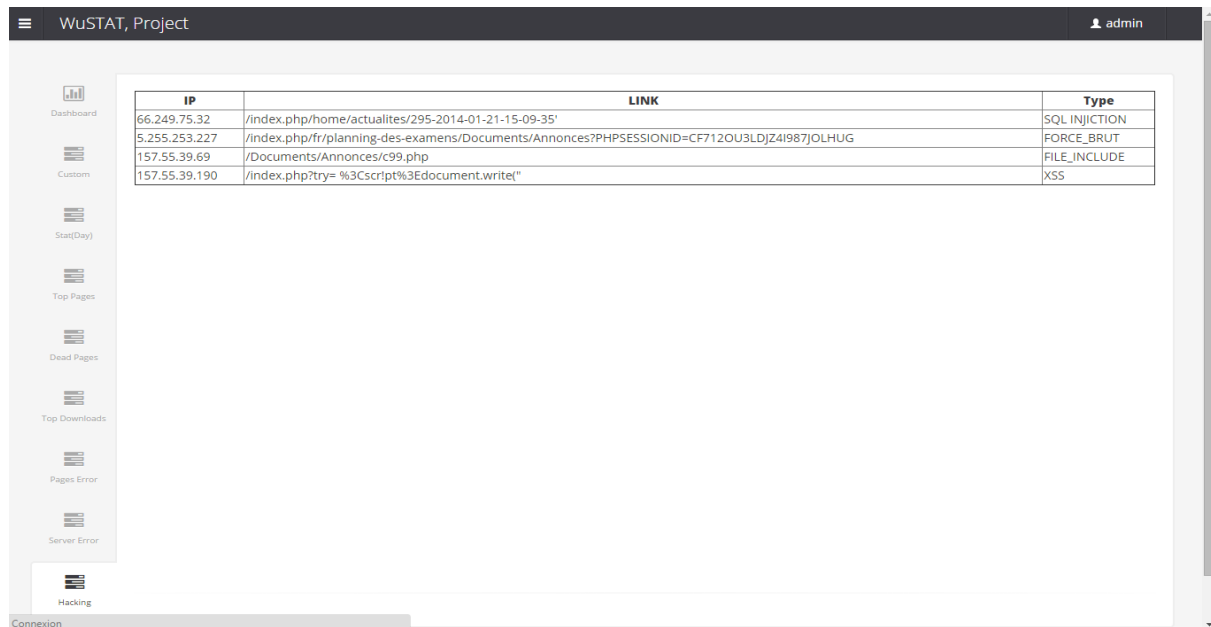 WuSTAT, Project
admin
Dashboard
Custom
Stat(Day)
Top Pages
Dead Pages
Top Downloads
Pages Error
Server Error
Hacking
IP LINK Type
66.249.75.32 /index.php/home/actualites/295-2014-01-21-15-09-35' SQL INJICTION
5.255.253.227 /index.php/fr/planning-des-examens/Documents/Annonces?PHPSESSIONID=CF712OU3LDJZ4I987JOLHUG FORCE_BRUT
157.55.39.69 /Documents/Annonces/c99.php FILE_INCLUDE
157.55.39.190 /index.php?try= %3Cscr!pt%3Edocument.write(" XSS
Connexion